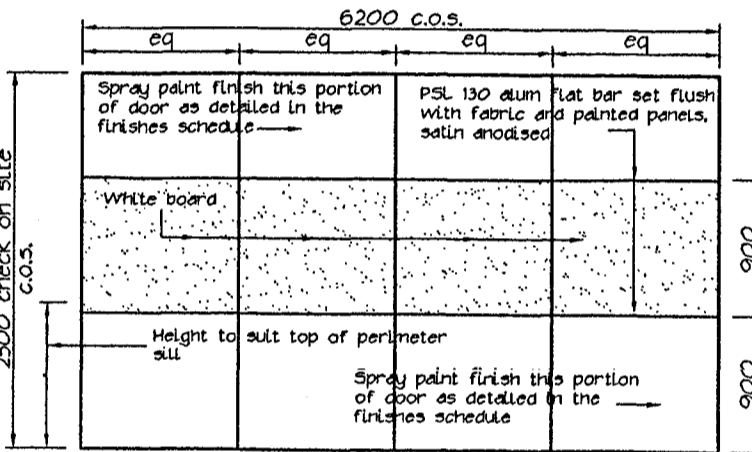 6200 c.o.s.
eq eq eq eq
Spray paint finish this portion
of door as detailed in the
finishes schedule
PSL 130 alum flat bar set flush
with fabric and painted panels.
satin anodised
2500 check on site
c.o.s.
White board
900
Height to suit top of perimeter
sill
Spray paint finish this portion
of door as detailed in the
finishes schedule
900